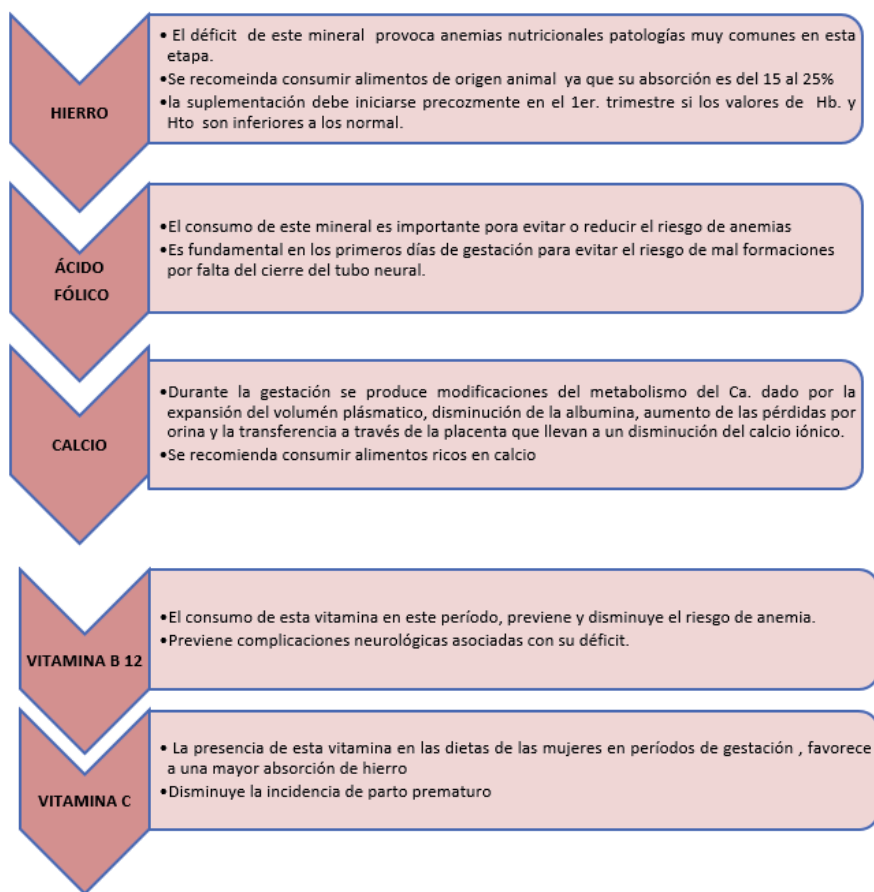 HIERRO
• El déficit de este mineral provoca anemias nutricionales patologías muy comunes en esta
etapa.
•Se recomeinda consumir alimentos de origen animal ya que su absorción es del 15 al 25%
•la suplementación debe iniciarse precozmente en el 1er. trimestre si los valores de Hb. y
Hto son inferiores a los normal.
ÁCIDO
FÓLICO
•El consumo de este mineral es importante pora evitar o reducir el riesgo de anemias
•Es fundamental en los primeros días de gestación para evitar el riesgo de mal formaciones
por falta del cierre del tubo neural.
CALCIO
•Durante la gestación se produce modificaciones del metabolismo del Ca. dado por la
expansión del volumén plásmatico, disminución de la albumina, aumento de las pérdidas por
orina y la transferencia a través de la placenta que llevan a un disminución del calcio iónico.
•Se recomienda consumir alimentos ricos en calcio
VITAMINA B 12
•El consumo de esta vitamina en este período, previene y disminuye el riesgo de anemia.
•Previene complicaciones neurológicas asociadas con su déficit.
VITAMINA C
• La presencia de esta vitamina en las dietas de las mujeres en períodos de gestación , favorece
a una mayor absorción de hierro
•Disminuye la incidencia de parto prematuro